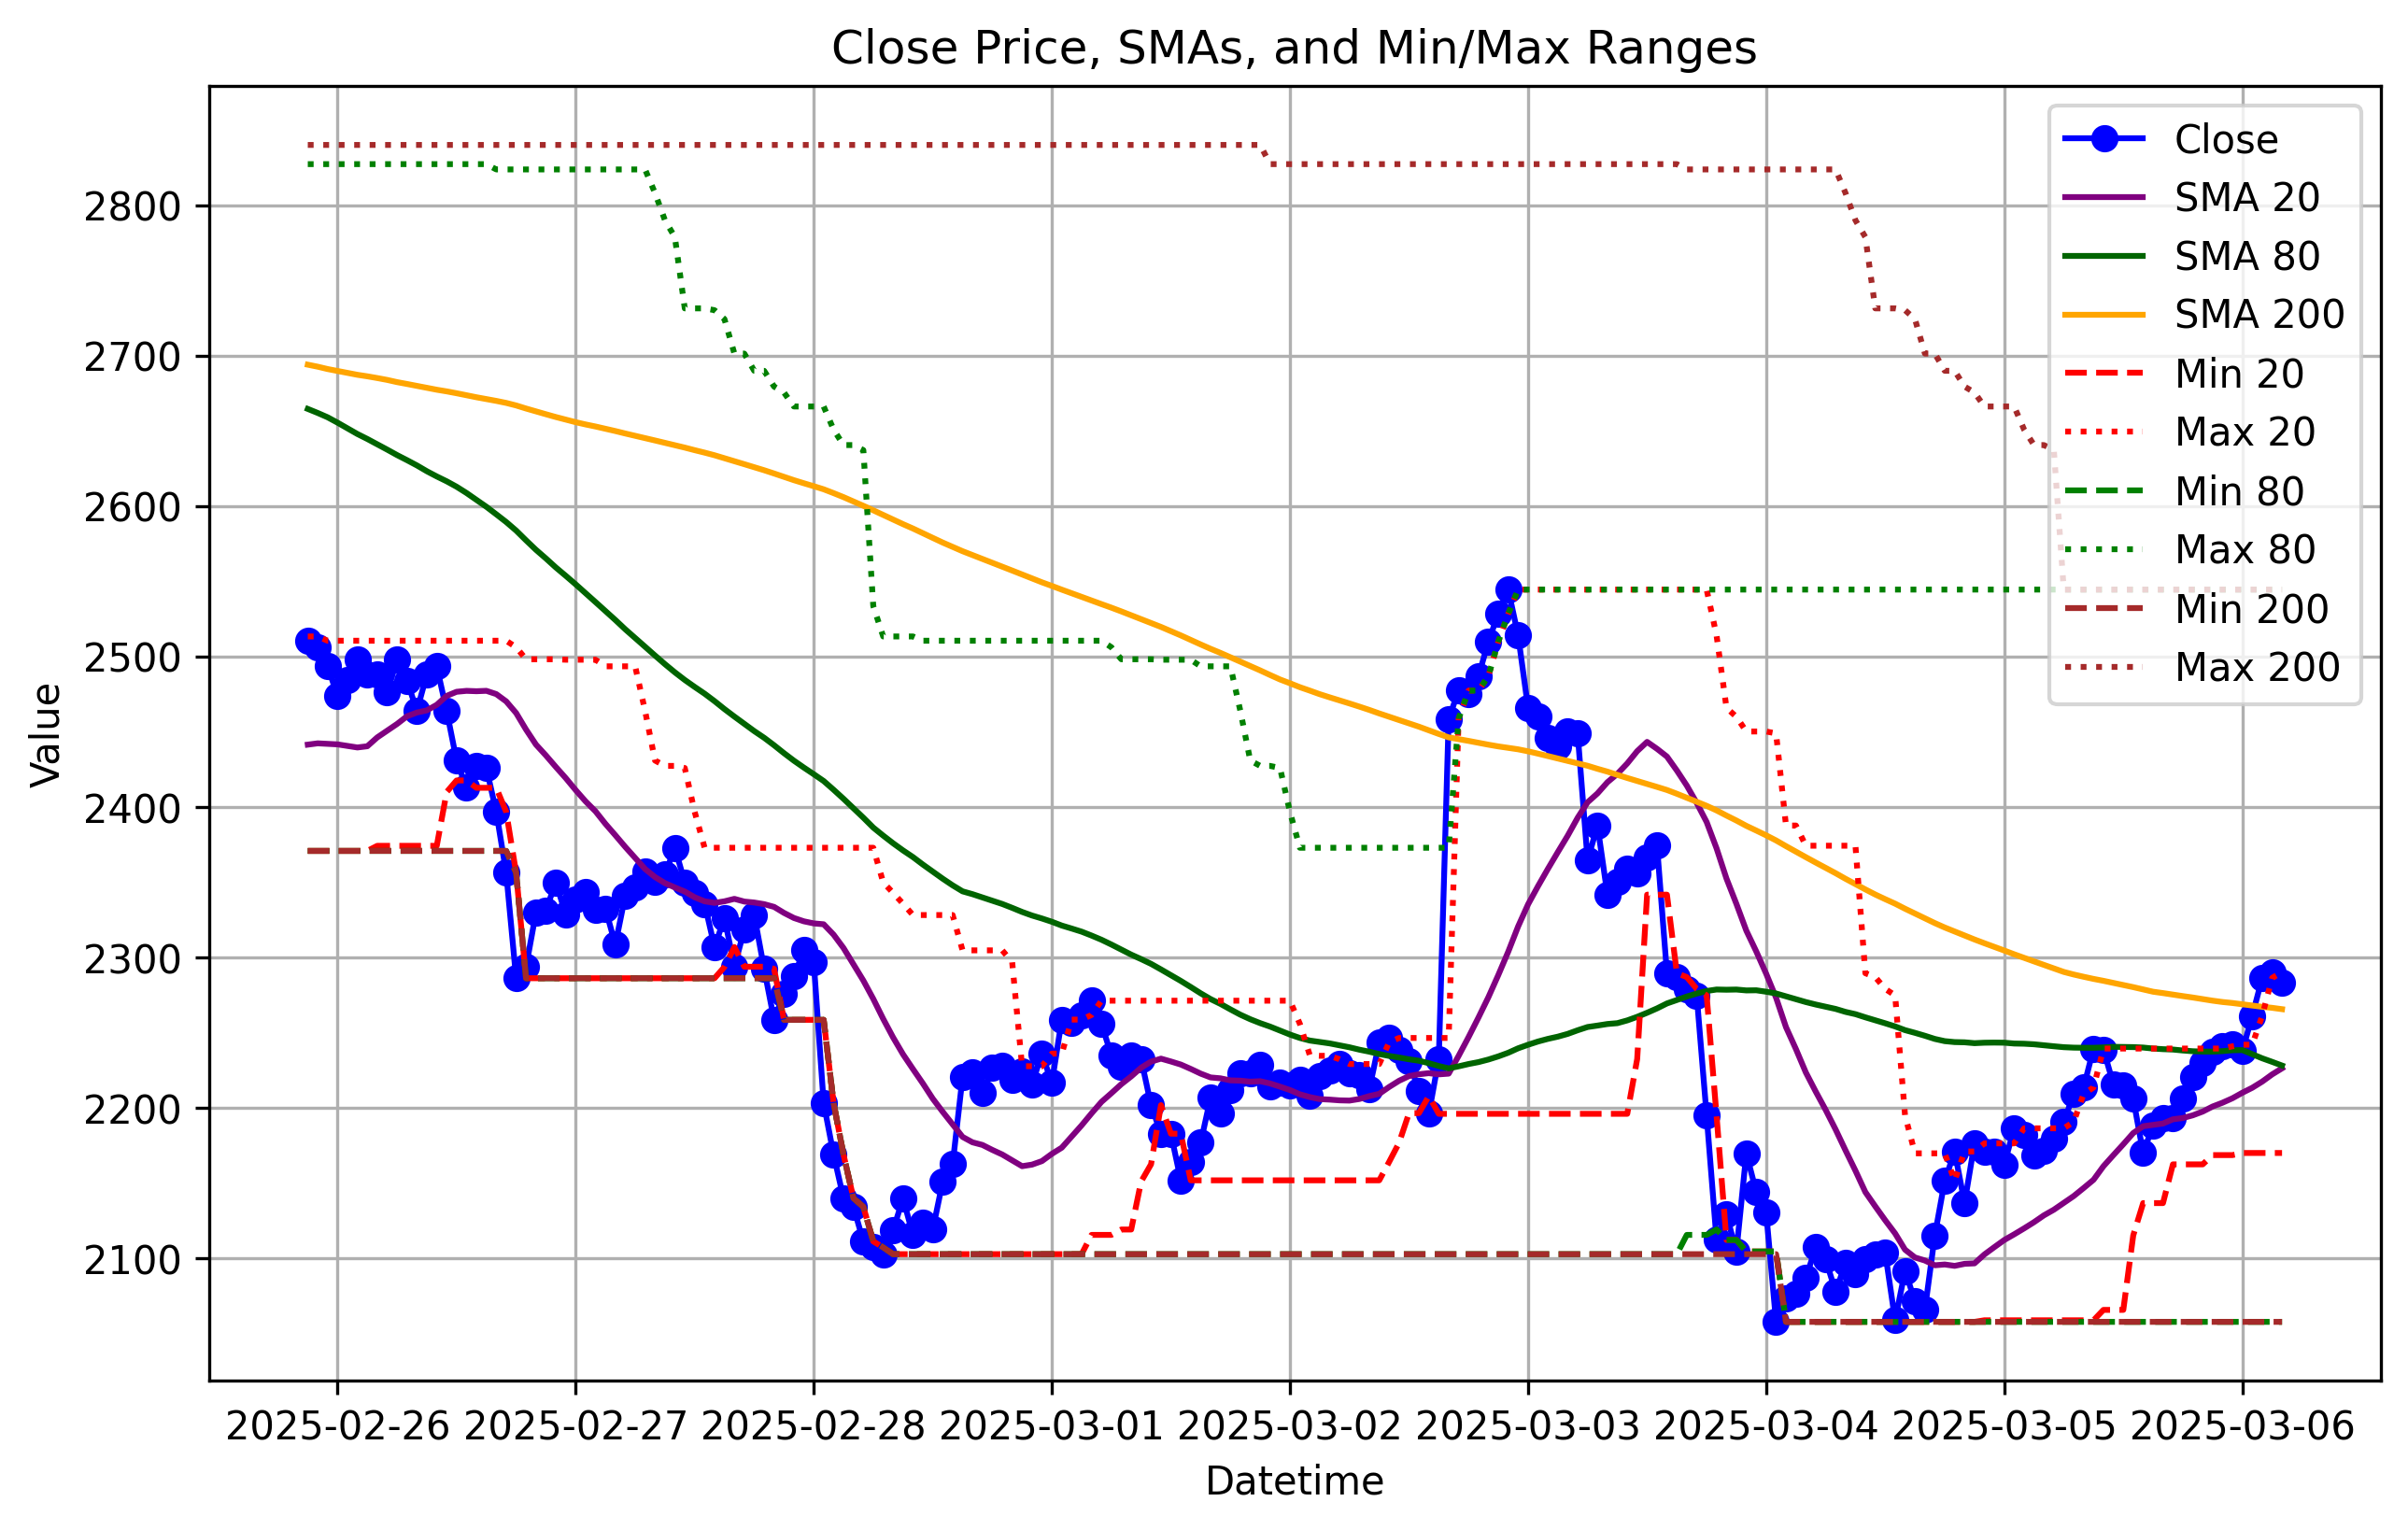 Close Price, SMAs, and Min/Max Ranges
Value
2800
2700
2600
2500
2400
2300
2200
2100
Close
SMA 20
SMA 80
SMA 200
Min 20
Max 20
Min 80
Max 80
Min 200
Max 200
2025-02-26 2025-02-27 2025-02-28 2025-03-01 2025-03-02 2025-03-03 2025-03-04 2025-03-05 2025-03-06
Datetime